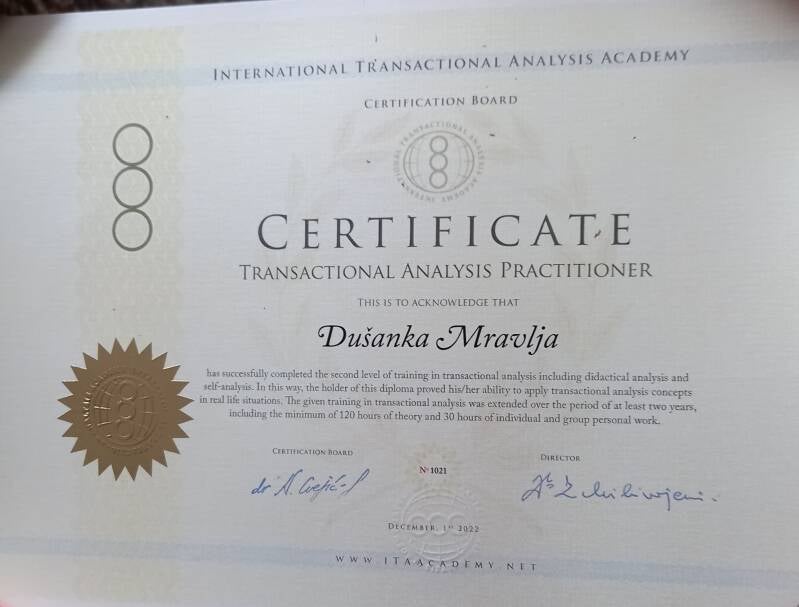 INTERNATIONAL TRANSACTIONAL ANALYSIS ACADEMY
CERTIFICATION BOARD
INTERNATIONAL TRANSACTIONAL ANALYSIS ACADEMY
CERTIFICATE
TRANSACTIONAL ANALYSIS PRACTITIONER
THIS IS TO ACKNOWLEDGE THAT
Dušanka Mravlja
has successfully completed the second level of training in transactional analysis including didactical analysis and
self-analysis. In this way, the holder of this diploma proved his/her ability to apply transactional analysis concepts
in real life situations. The given training in transactional analysis was extended over the period of at least two years,
including the minimum of 120 hours of theory and 30 hours of individual and group personal work.
CERTIFICATION BOARD
DIRECTOR
Nº 1021
dr
DECEMBER, 1ST 2022
WWW.ITAACADEMY.NET